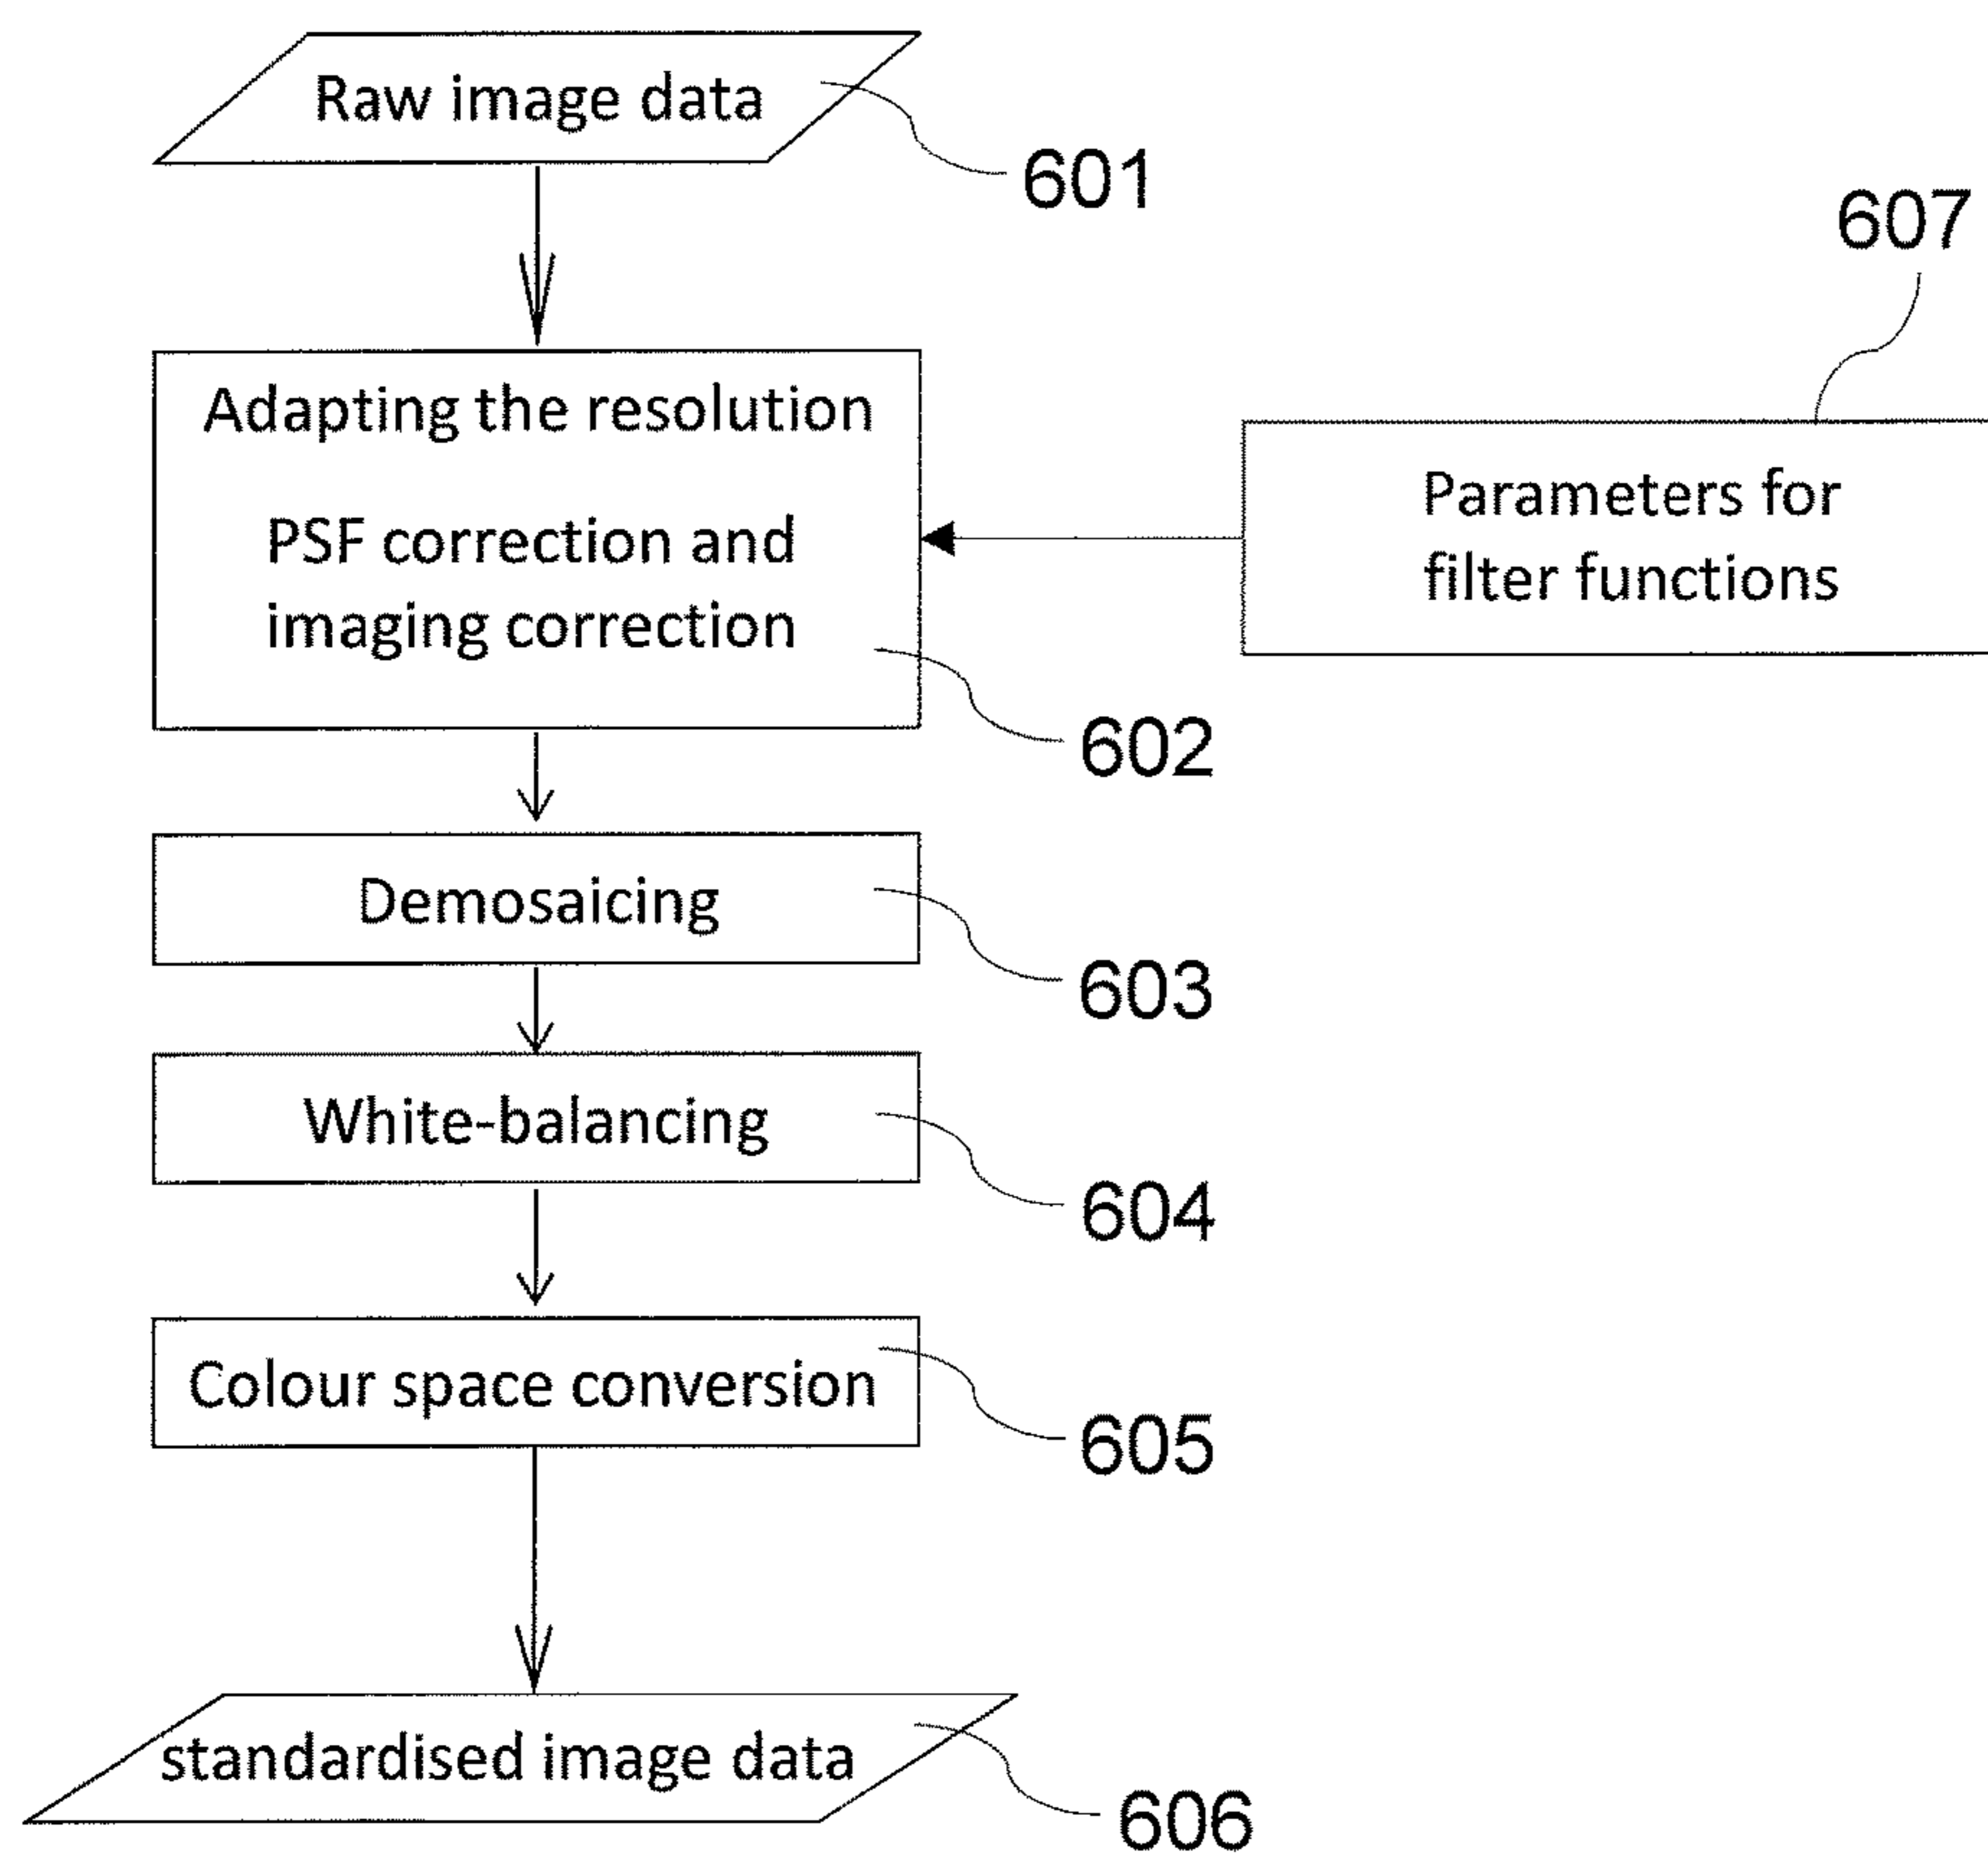 Raw image data
601
607
Adapting the resolution
PSF correction and
imaging correction
Parameters for
filter functions
602
Demosaicing
603
White-balancing
604
Colour space conversion
605
standardised image data
606